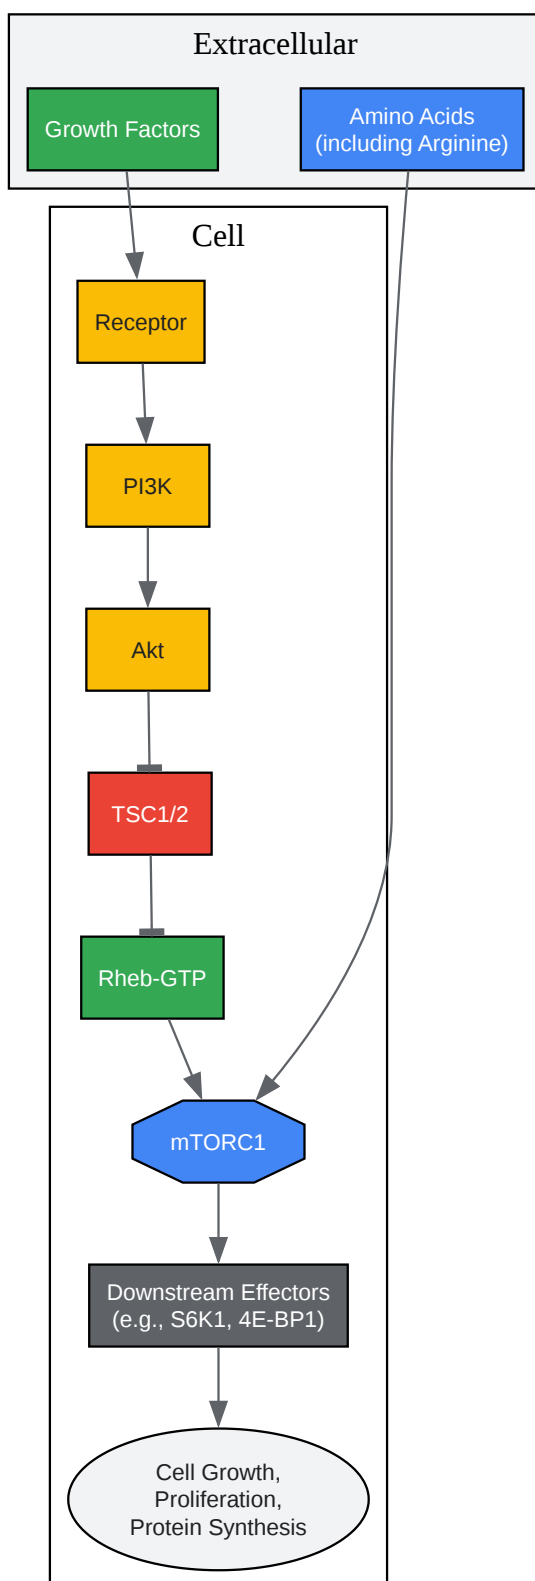 Extracellular
Growth Factors
Amino Acids
(including Arginine)
Cell
Receptor
PI3K
Akt
TSC1/2
Rheb-GTP
mTORC1
Downstream Effectors
(e.g., S6K1, 4E-BP1)
Cell Growth,
Proliferation,
Protein Synthesis